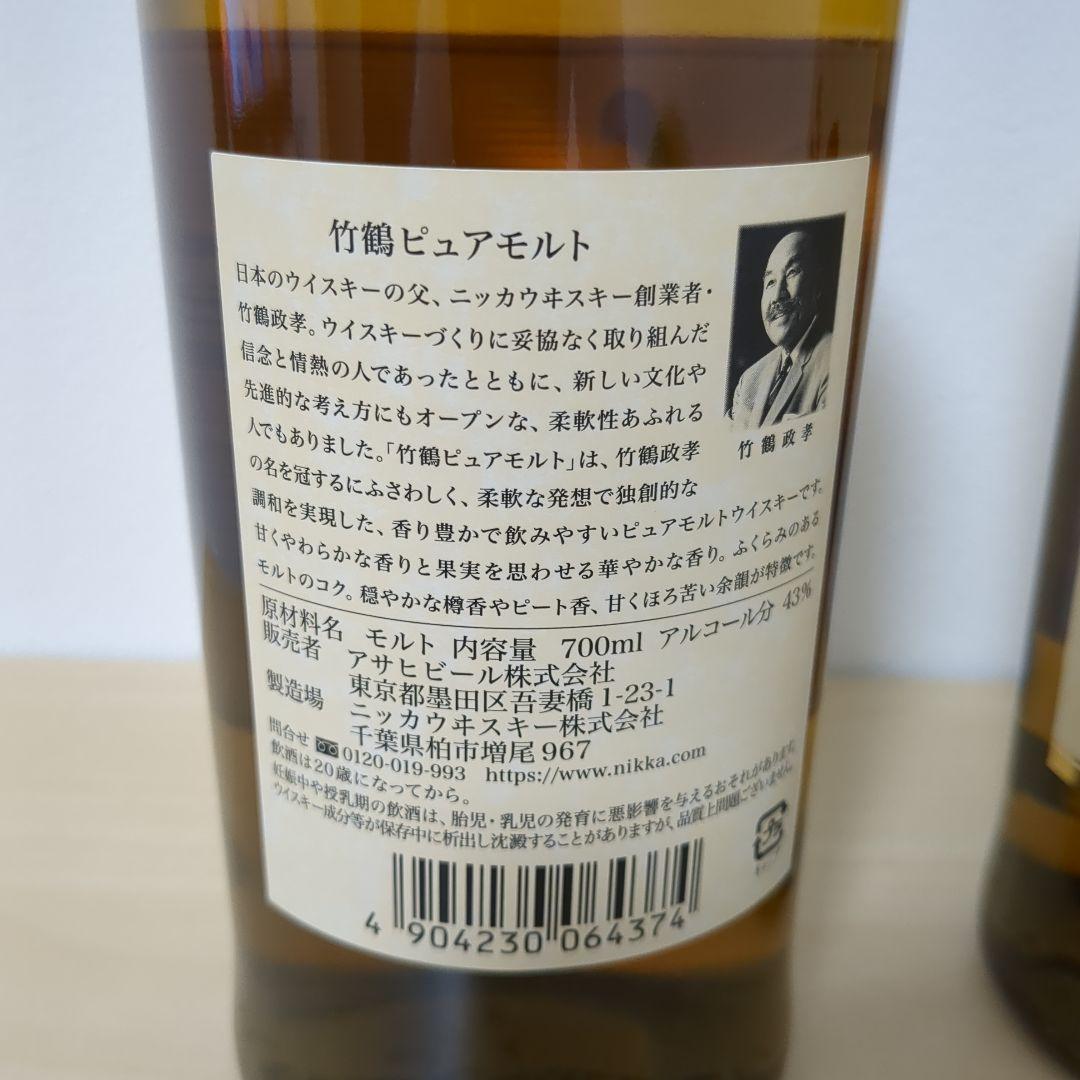 竹鶴ピュアモルト
日本のウイスキーの父、ニッカウヰスキー創業者・
竹鶴政孝。ウイスキーづくりに妥協なく取り組んだ
信念と情熱の人であったとともに、新しい文化や
先進的な考え方にもオープンな、柔軟性あふれる
人でもありました。「竹鶴ピュアモルト」は、竹鶴政孝
の名を冠するにふさわしく、柔軟な発想で独創的な
調和を実現した、香り豊かで飲みやすいピュアモルトウイスキーです。
甘くやわらかな香りと果実を思わせる華やかな香り。ふくらみのある
モルトのコク。穏やかな樽香やピート香、甘くほろ苦い余韻が特徴です。
竹鶴政孝
原材料名 モルト 内容量 700ml アルコール分 43%
販売者 アサヒビール株式会社
東京都墨田区吾妻橋1-23-1
製造場 ニッカウヰスキー株式会社
千葉県柏市増尾967
問合せ 0120-019-993 https://www.nikka.com
飲酒は20歳になってから。
妊娠中や授乳期の飲酒は、胎児・乳児の発育に悪影響を与えるおそれがあります。
ウイスキー成分等が保存中に析出し沈澱することがありますが、品質上問題ございません。
4 904230 064374